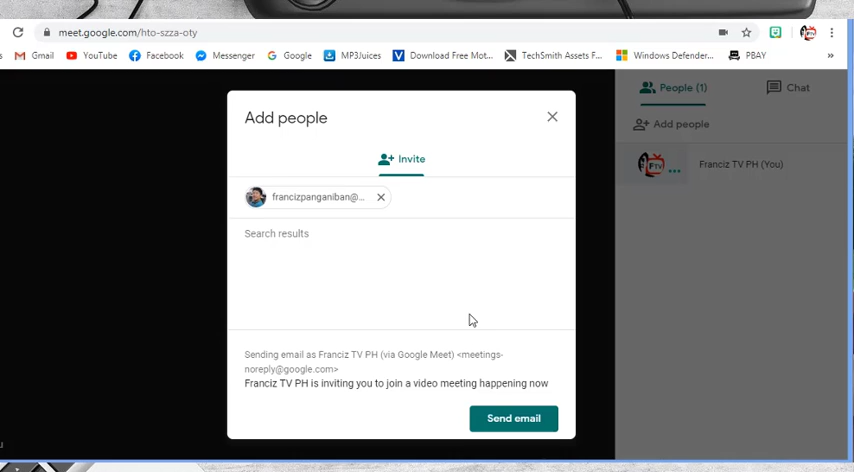 meet.google.com/hto-szza-oty
Gmail YouTube Facebook Messenger Google MP3Juices Download Free Mot... TechSmith Assets F... Windows Defender... PBAY »
People (1) Chat
Add people
Franciz TV PH (You)
Add people
Invite
francizpanganiban@...
Search results
Sending email as Franciz TV PH (via Google Meet) <meetings-
noreply@google.com>
Franciz TV PH is inviting you to join a video meeting happening now
Send email